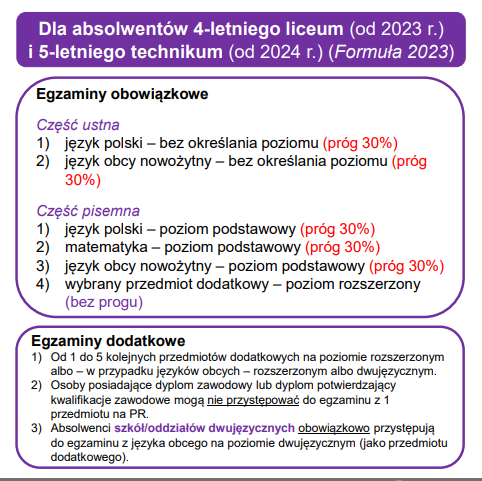 Dla absolwentów 4-letniego liceum (od 2023 r.)
i 5-letniego technikum (od 2024 r.) (Formuła 2023)
Egzaminy obowiązkowe
Część ustna
1) język polski – bez określania poziomu (próg 30%)
2) język obcy nowożytny – bez określania poziomu (próg
30%)
Część pisemna
1) język polski – poziom podstawowy (próg 30%)
2) matematyka – poziom podstawowy (próg 30%)
3) język obcy nowożytny – poziom podstawowy (próg 30%)
4) wybrany przedmiot dodatkowy – poziom rozszerzony
(bez progu)
Egzaminy dodatkowe
1) Od 1 do 5 kolejnych przedmiotów dodatkowych na poziomie rozszerzonym
albo – w przypadku języków obcych – rozszerzonym albo dwujęzycznym.
2) Osoby posiadające dyplom zawodowy lub dyplom potwierdzający
kwalifikacje zawodowe mogą nie przystępować do egzaminu z 1
przedmiotu na PR.
3) Absolwenci szkół/oddziałów dwujęzycznych obowiązkowo przystępują
do egzaminu z języka obcego na poziomie dwujęzycznym (jako przedmiotu
dodatkowego).